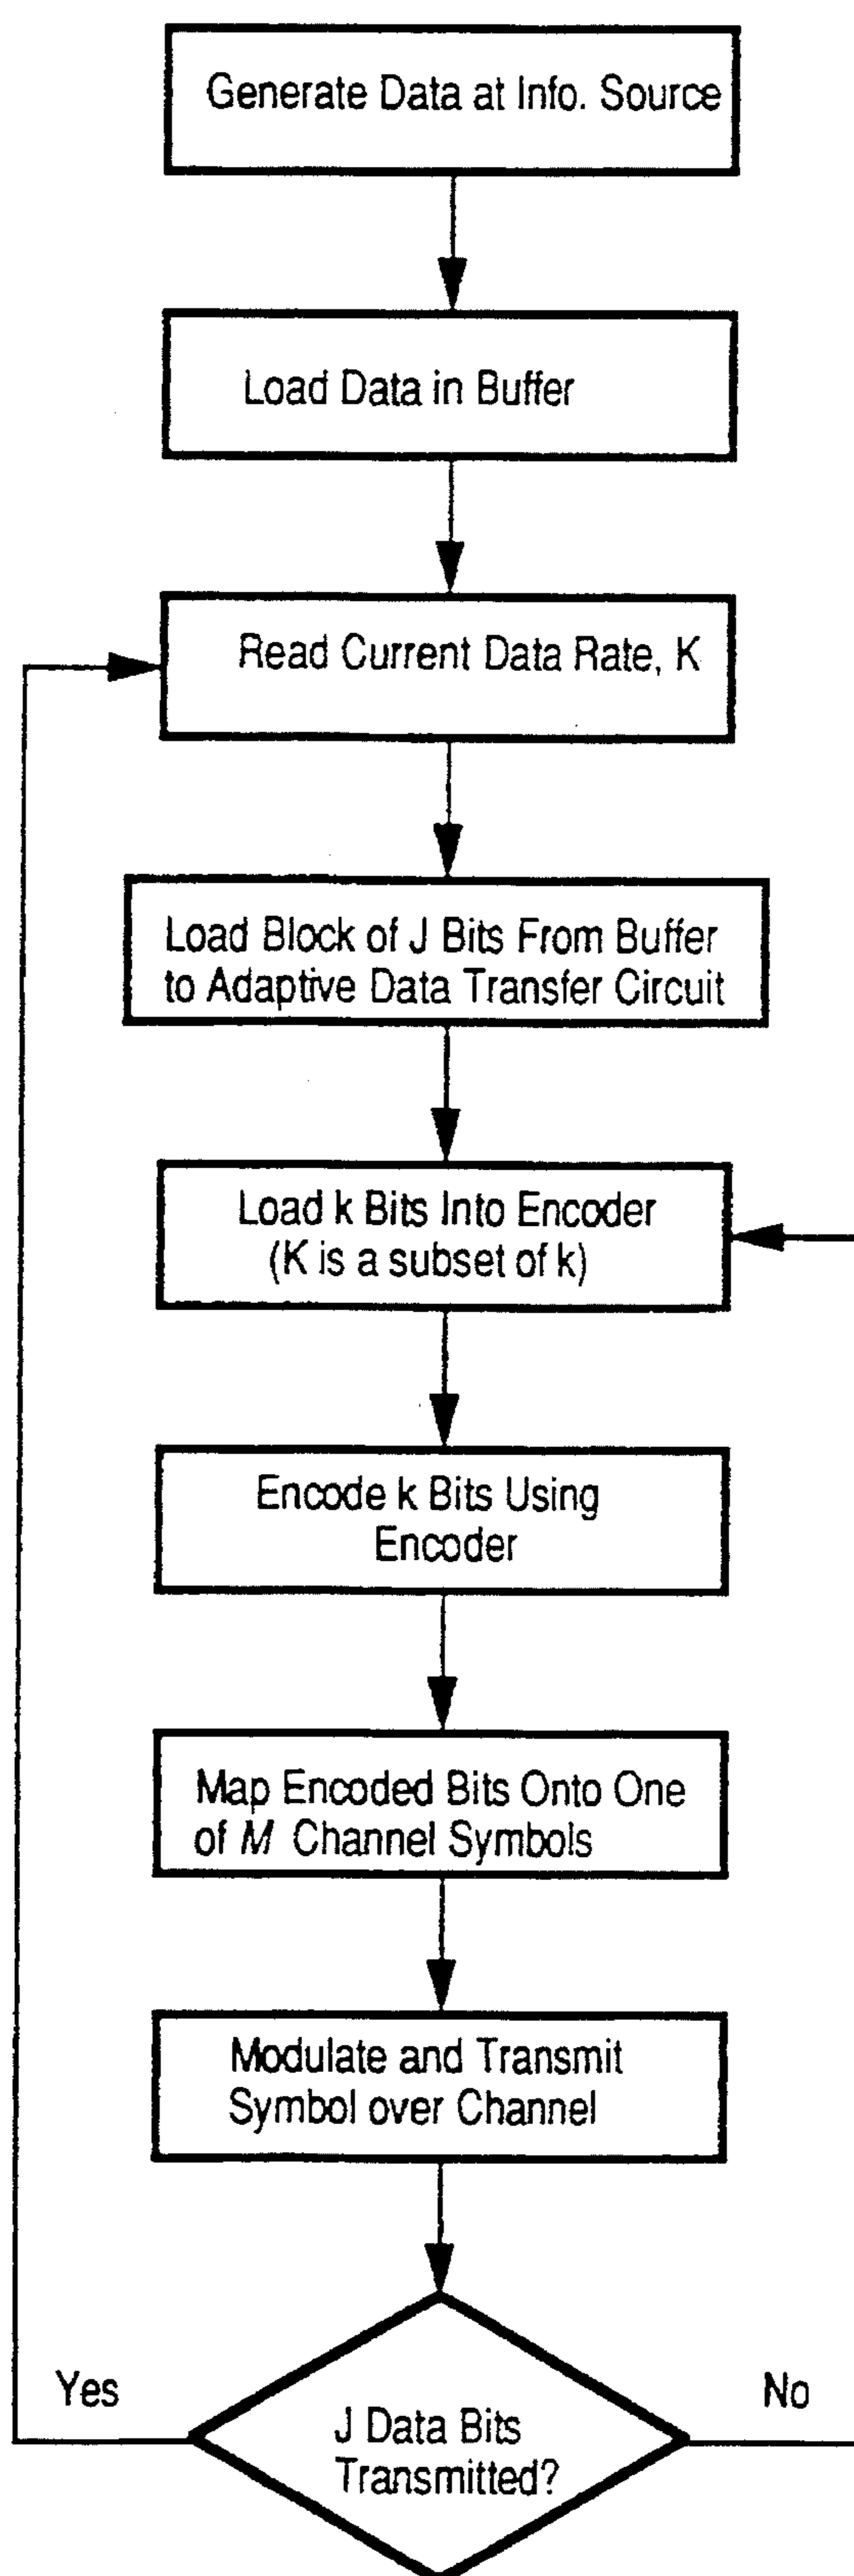 Generate Data at Info. Source
Load Data in Buffer
Read Current Data Rate, K
Load Block of J Bits From Buffer
to Adaptive Data Transfer Circuit
Load k Bits Into Encoder
(K is a subset of k)
Encode k Bits Using
Encoder
Map Encoded Bits Onto One
of M Channel Symbols
Modulate and Transmit
Symbol over Channel
Yes
No
J Data Bits
Transmitted?